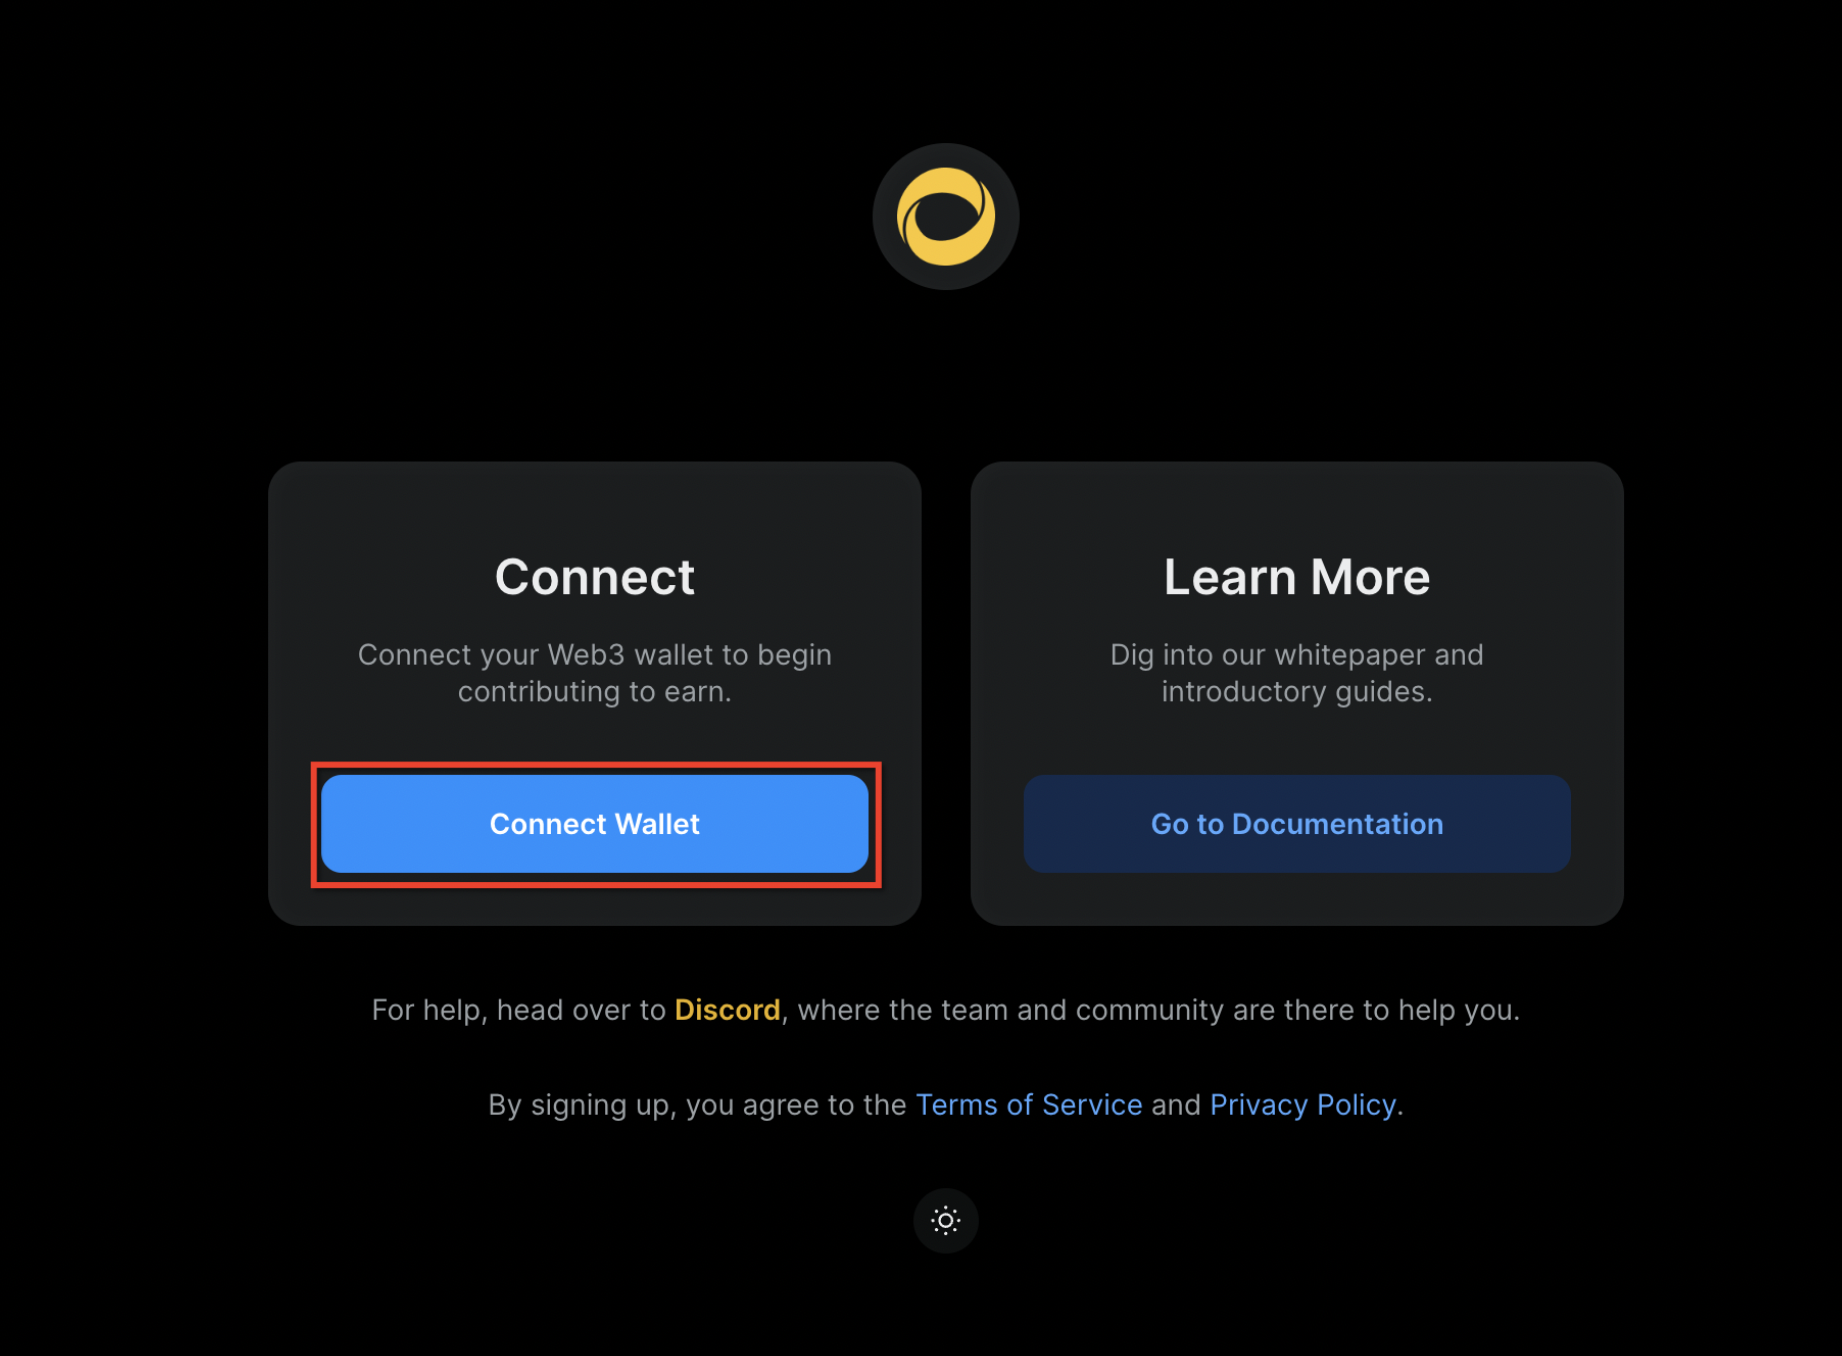 Connect
Connect your Web3 wallet to begin
contributing to earn.
Connect Wallet
Learn More
Dig into our whitepaper and
introductory guides.
Go to Documentation
For help, head over to Discord, where the team and community are there to help you.
By signing up, you agree to the Terms of Service and Privacy Policy.